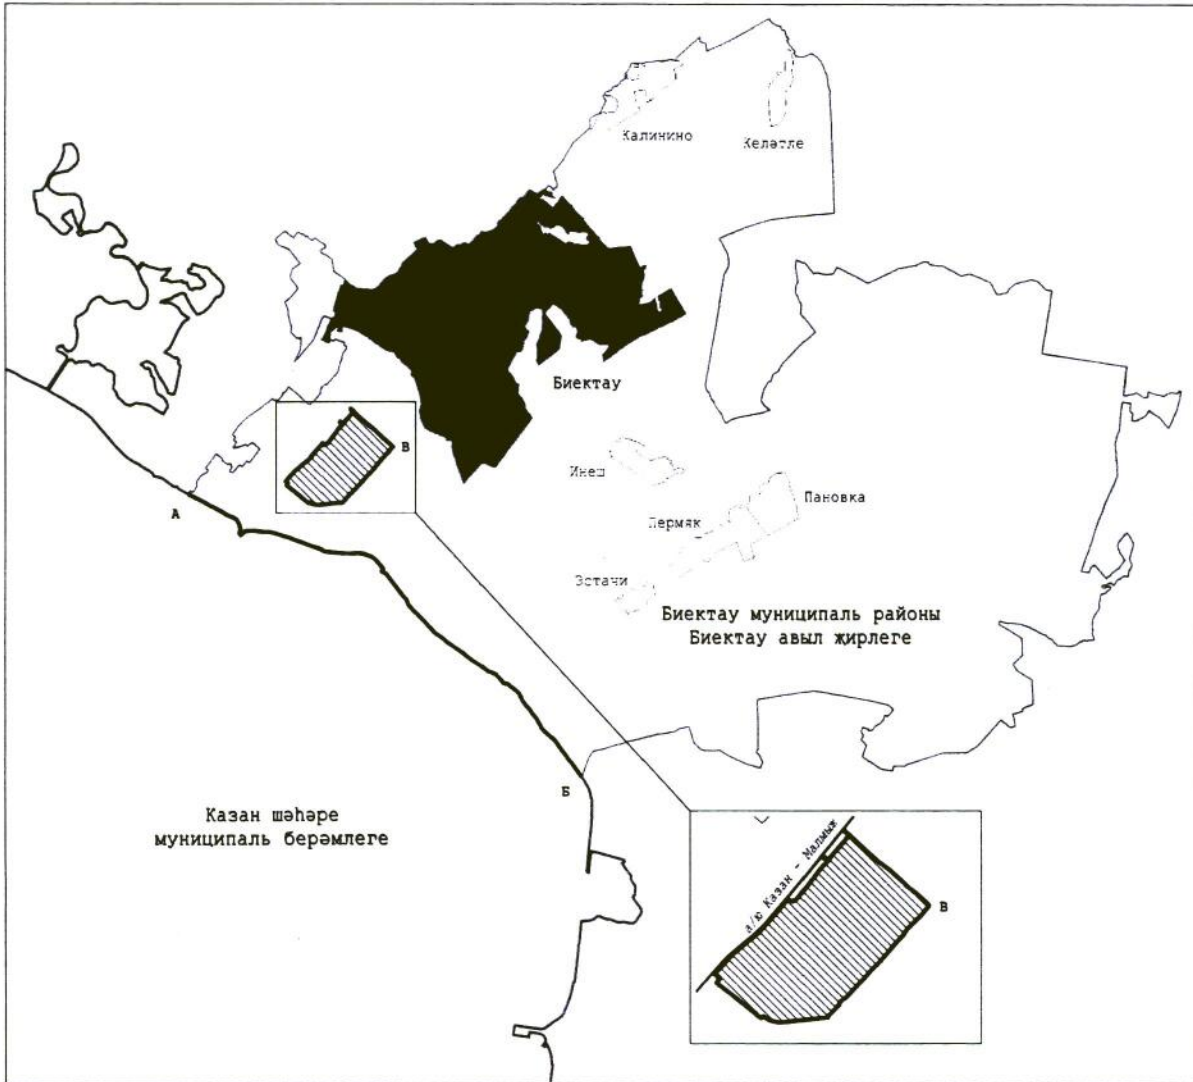 Калинино
Келәтле
Биектау
В
Инеш
Пановка
Пермяк
А
Эстачи
Биектау муниципаль районы
Биектау авыл җирлеге
Б
Казан шәһәре
муниципаль берәмлеге
а/ю Казан - Малмыж
В